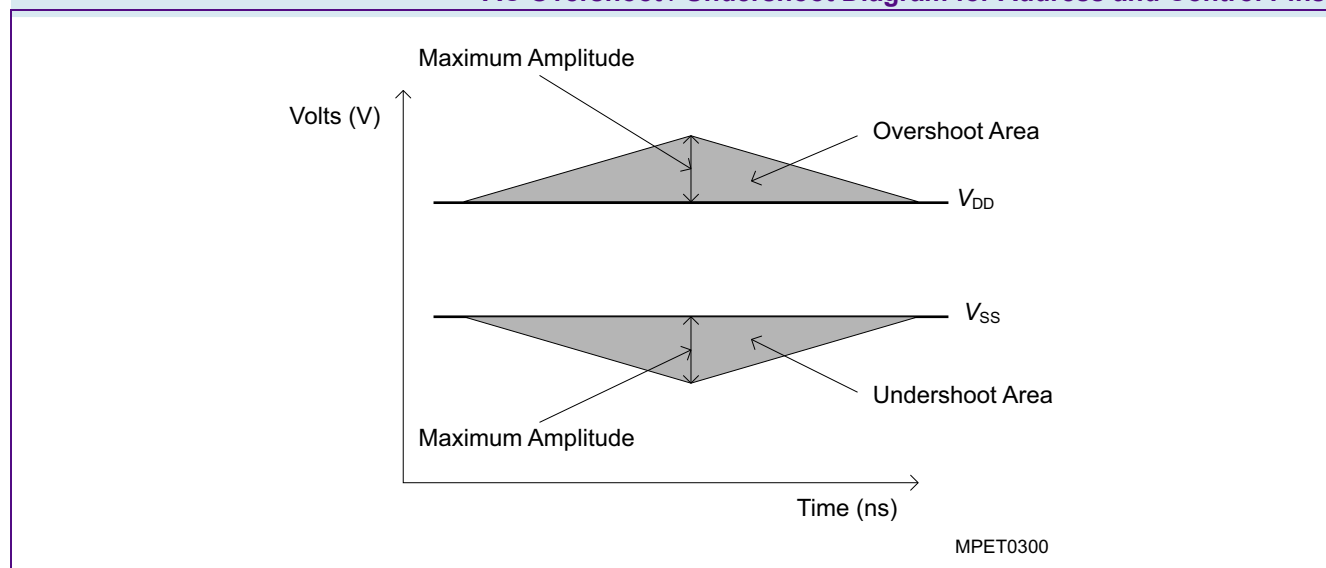 Maximum Amplitude
Volts (V)
Overshoot Area
VDD
VSS
Undershoot Area
Maximum Amplitude
Time (ns)
MPET0300